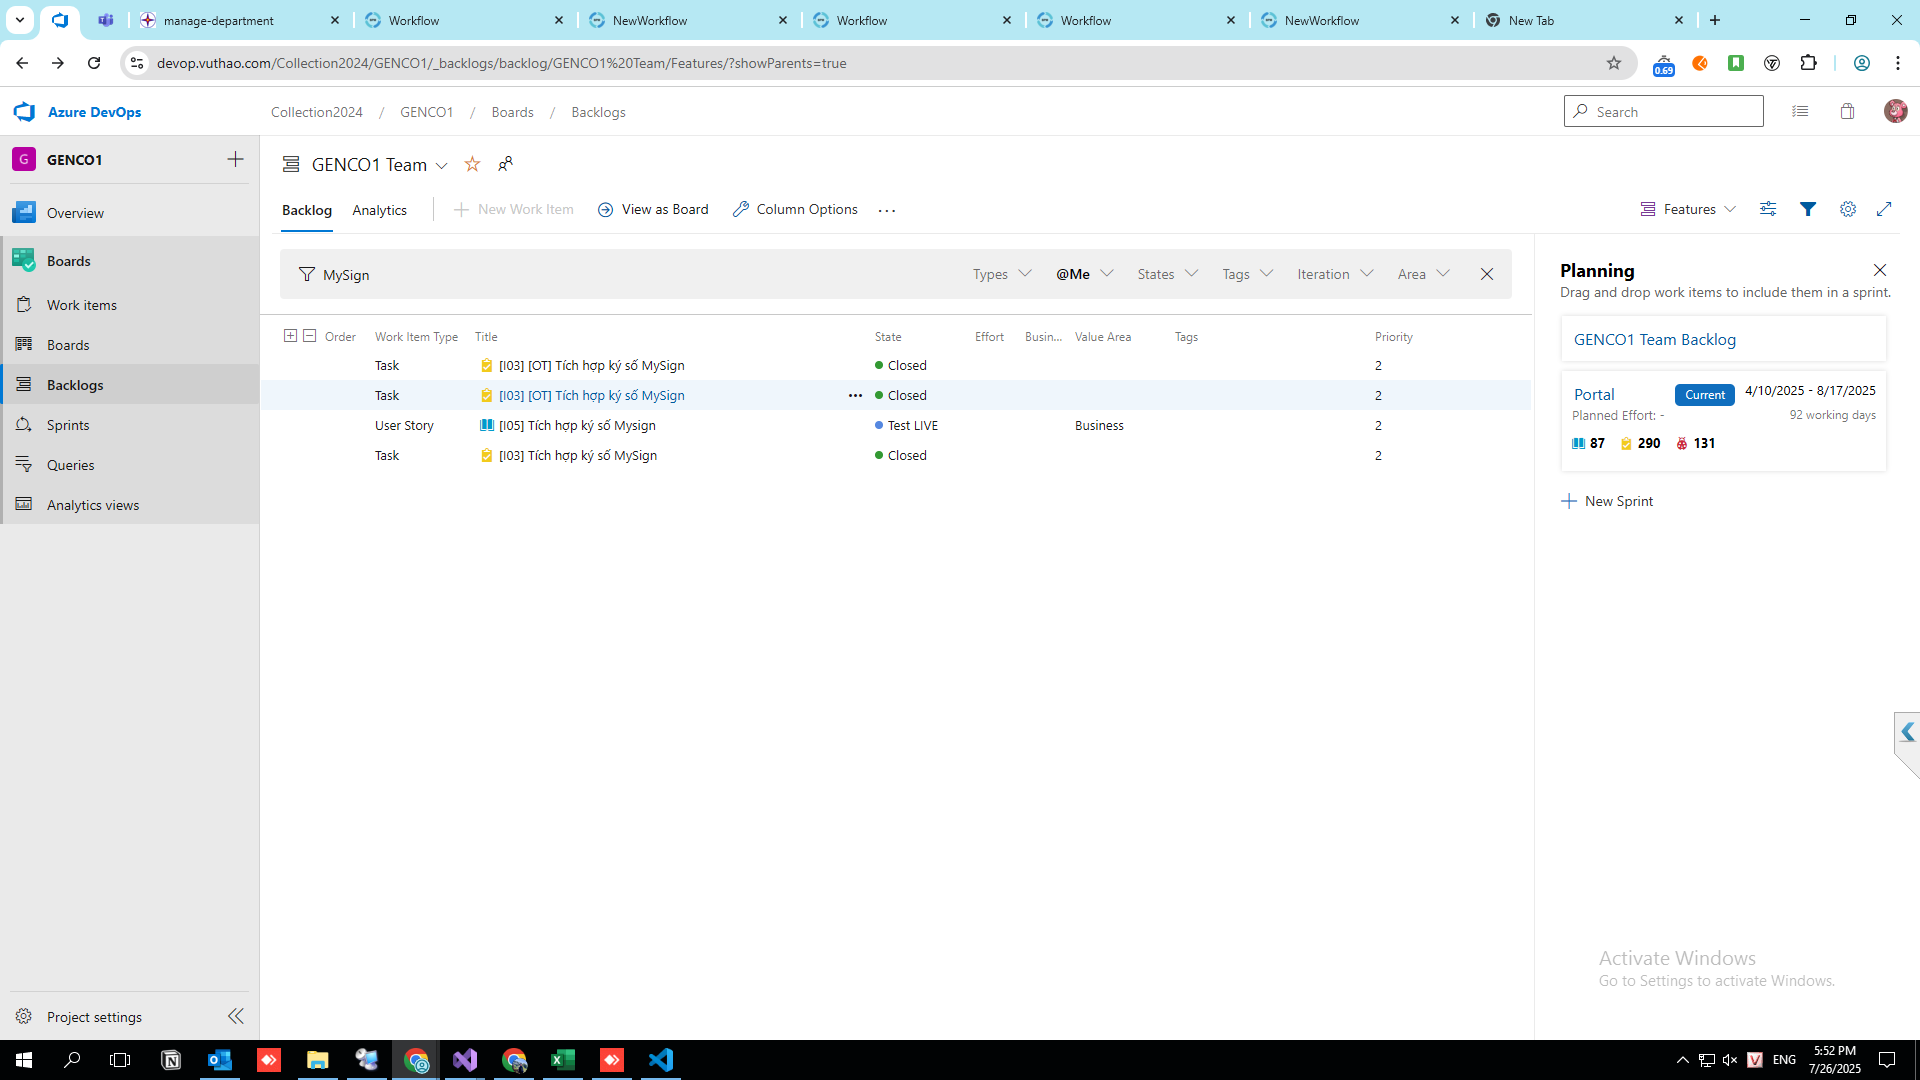 manage-department
Workflow
NewWorkflow
Workflow
Workflow
NewWorkflow
New Tab
devop.vuthao.com/Collection2024/GENCO1/_backlogs/backlog/GENCO1%20Team/Features/?showParents=true
0.69
Azure DevOps
Collection2024 / GENCO1 / Boards / Backlogs
Search
G GENCO1
GENCO1 Team
Overview
Backlog Analytics New Work Item View as Board Column Options ...
Features
Boards
MySign Types @Me States Tags Iteration Area
Planning
Drag and drop work items to include them in a sprint.
Work items
Boards
Backlogs
Sprints
Queries
Analytics views
Order Work Item Type Title State Effort Busin... Value Area Tags Priority
Task [I03] [OT] Tích hợp ký số MySign Closed 2
Task [I03] [OT] Tích hợp ký số MySign ... Closed 2
User Story [I05] Tích hợp ký số Mysign Test LIVE Business 2
Task [I03] Tích hợp ký số MySign Closed 2
GENCO1 Team Backlog
Portal Current 4/10/2025 - 8/17/2025
Planned Effort: - 92 working days
87 290 131
New Sprint
Activate Windows
Go to Settings to activate Windows.
Project settings
ENG
5:52 PM
7/26/2025